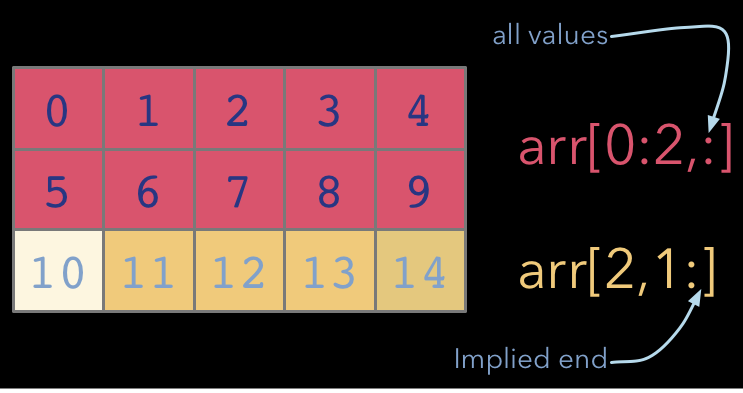 all values
0 1 2 3 4
arr[0:2,:]
5 6 7 8 9
10 11 12 13 14
arr[2,1:]
Implied end